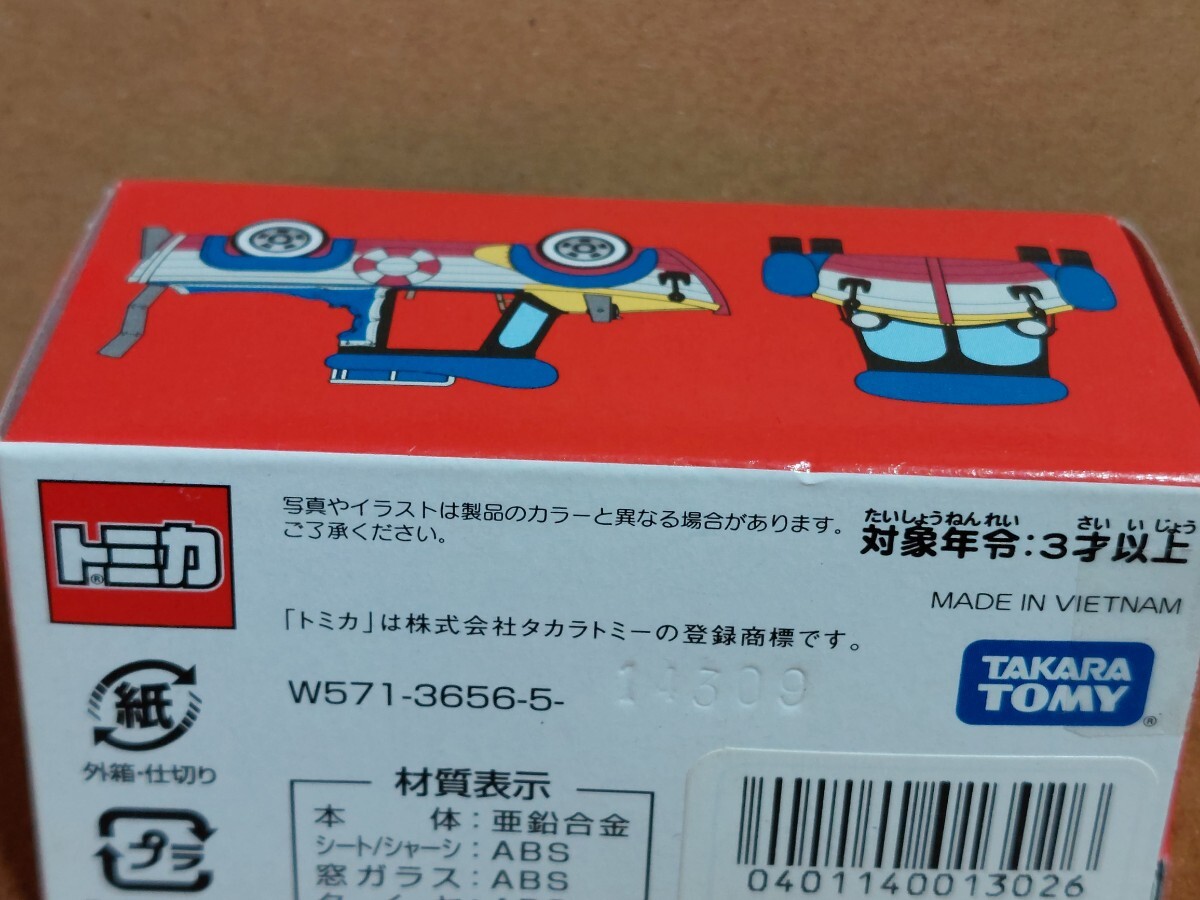 トミカ®
写真やイラストは製品のカラーと異なる場合があります。
ご了承ください。
たいしょうねんれい さい い じょう
対象年令:3才以上
MADE IN VIETNAM
「トミカ」は株式会社タカラトミーの登録商標です。
TAKARA
TOMY®
W571-3656-5- 14309
紙
外箱・仕切り
プラ
材質表示
本 体:亜鉛合金
シート/シャーシ:ABS
窓ガラス:ABS
0401140013026